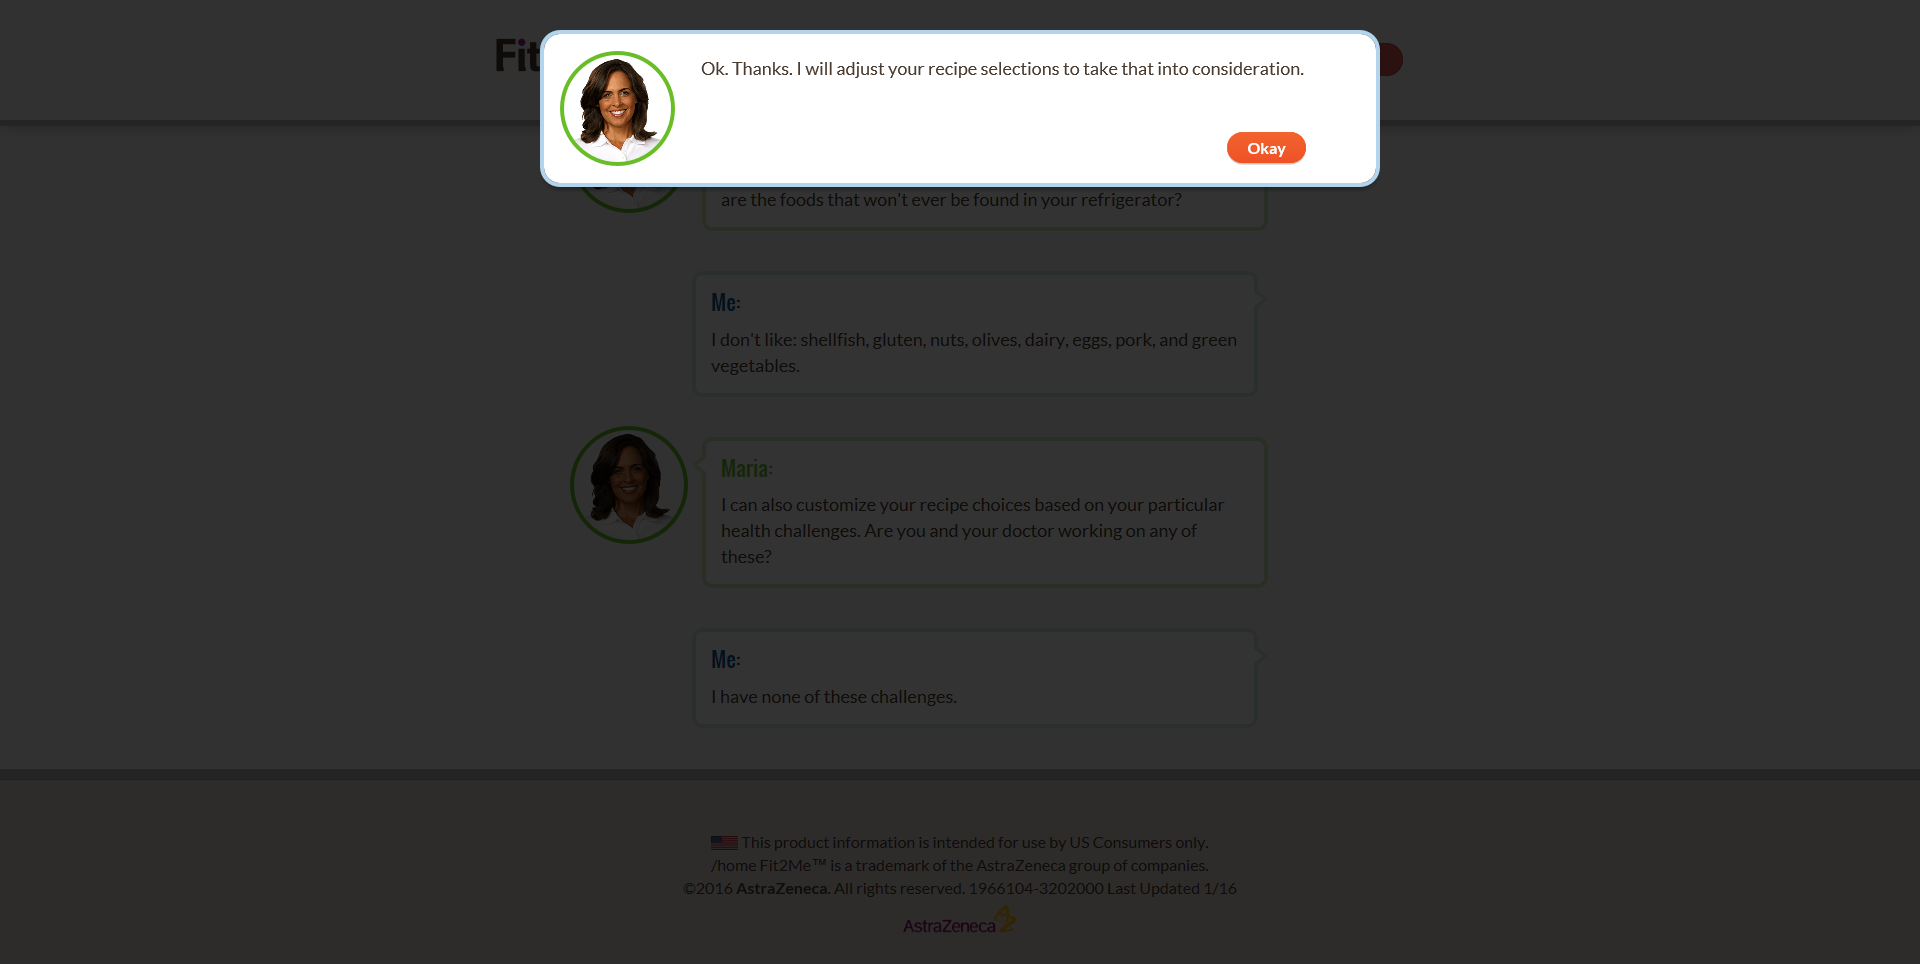 Fit
Ok. Thanks. I will adjust your recipe selections to take that into consideration.
Okay
are the foods that won't ever be found in your refrigerator?
Me:
I don't like: shellfish, gluten, nuts, olives, dairy, eggs, pork, and green
vegetables.
Maria:
I can also customize your recipe choices based on your particular
health challenges. Are you and your doctor working on any of
these?
Me:
I have none of these challenges.
This product information is intended for use by US Consumers only.
/home Fit2Me™ is a trademark of the AstraZeneca group of companies.
©2016 AstraZeneca. All rights reserved. 1966104-3202000 Last Updated 1/16
AstraZeneca